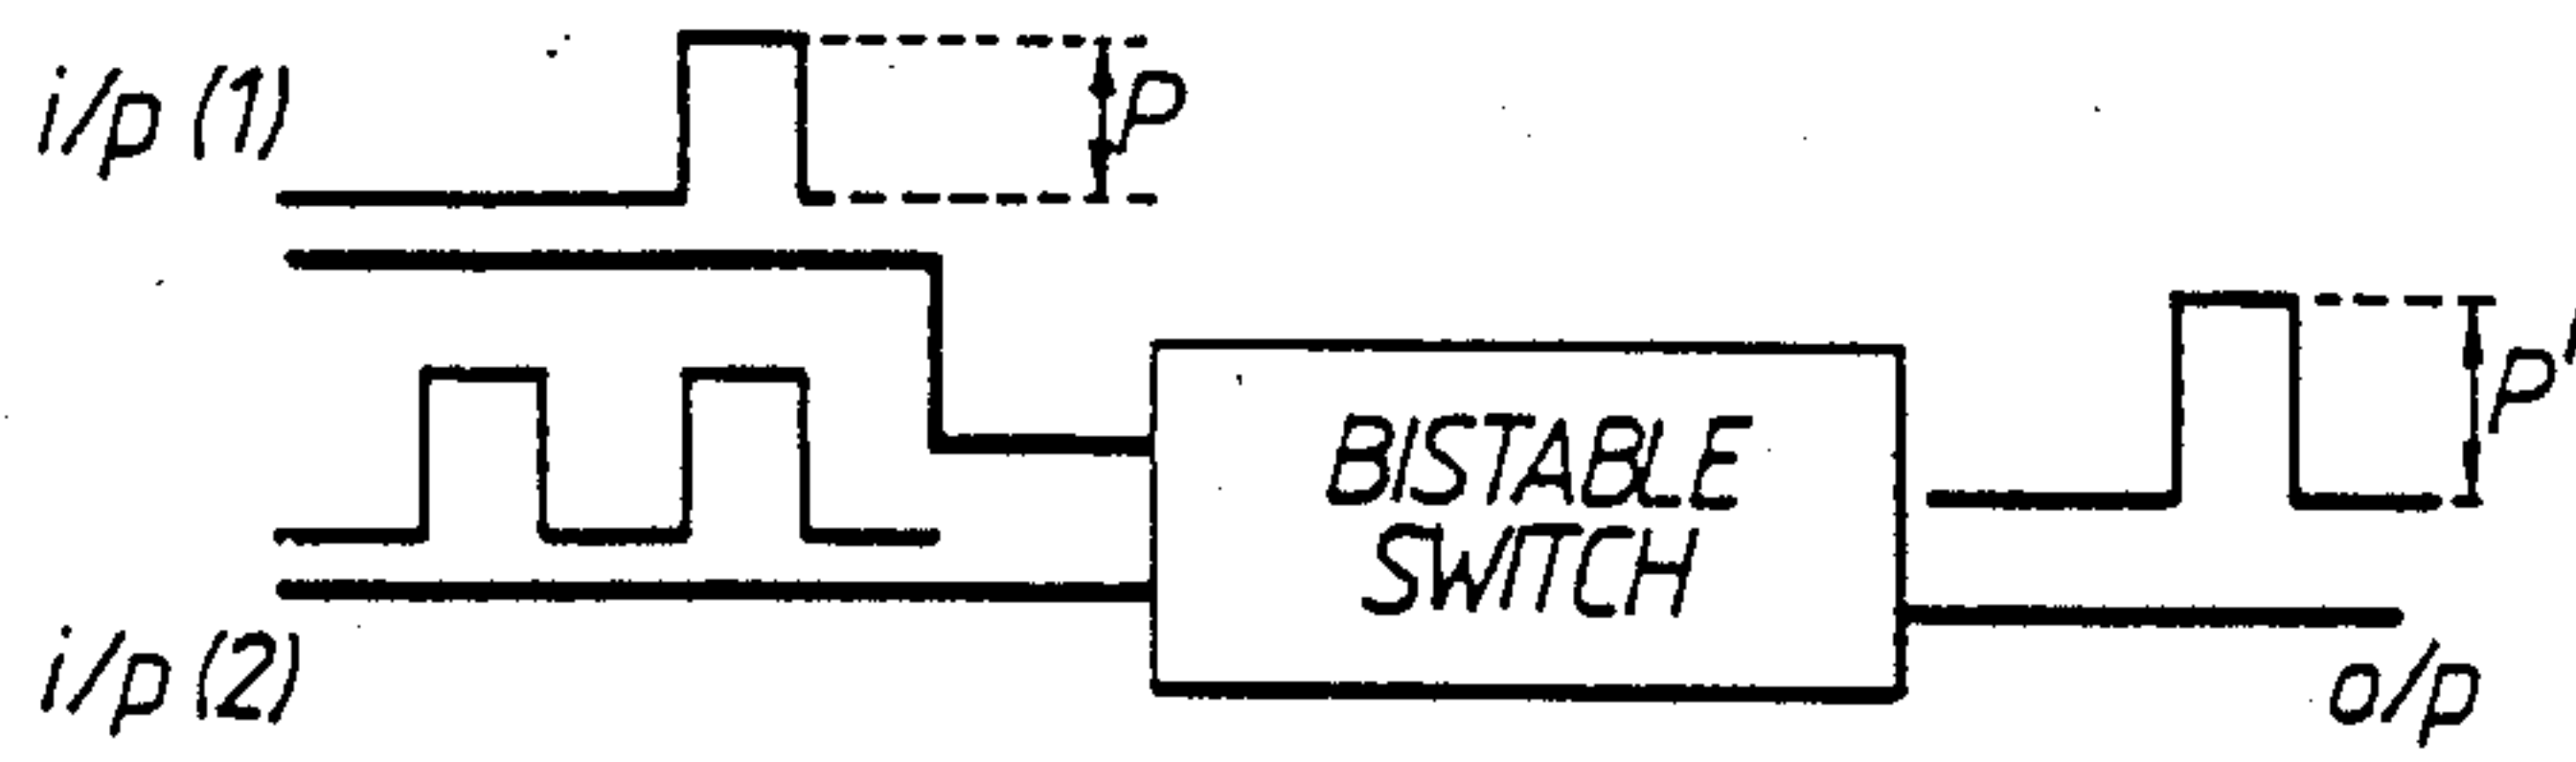 i/p (1)
P
P'
BISTABLE
SWITCH
i/p (2)
o/p